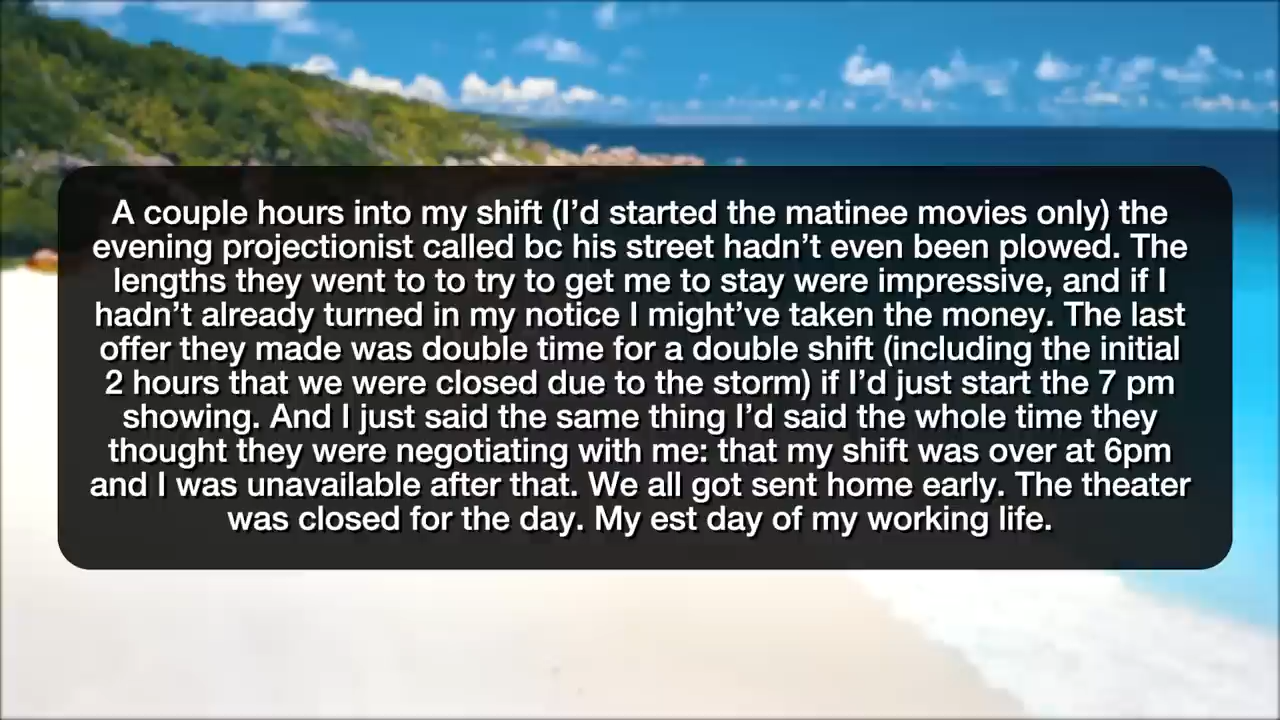 A couple hours into my shift (I’d started the matinee movies only) the
evening projectionist called bc his street hadn’t even been plowed. The
lengths they went to to try to get me to stay were impressive, and if I
hadn’t already turned in my notice I might’ve taken the money. The last
offer they made was double time for a double shift (including the initial
2 hours that we were closed due to the storm) if I’d just start the 7 pm
showing. And I just said the same thing I’d said the whole time they
thought they were negotiating with me: that my shift was over at 6pm
and I was unavailable after that. We all got sent home early. The theater
was closed for the day. My est day of my working life.